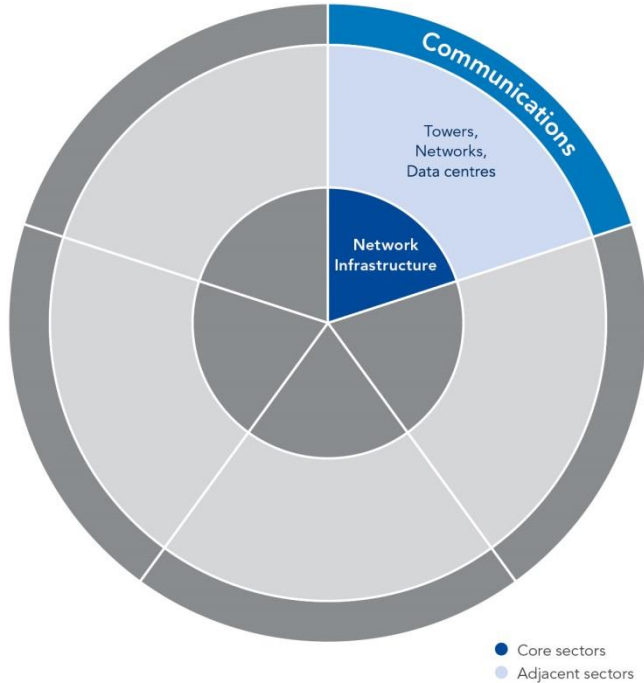 Communications
Towers,
Networks,
Data centres
Network
Infrastructure
Core sectors
Adjacent sectors